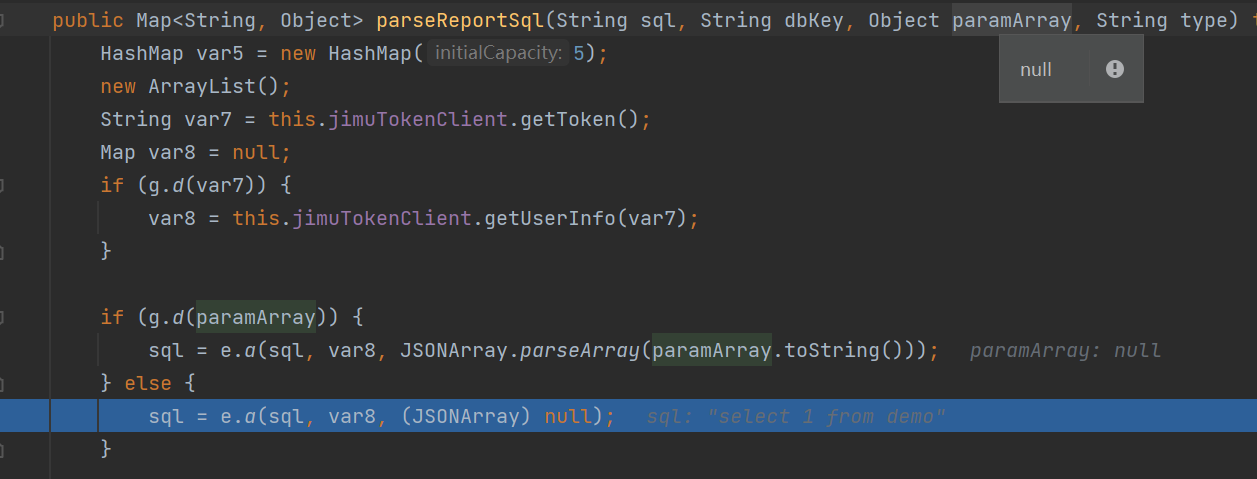 public Map<String, Object> parseReportSql(String sql, String dbKey, Object paramArray, String type)
HashMap var5 = new HashMap( initialCapacity: 5);
null
new ArrayList();
String var7 = this.jimuTokenClient.getToken();
Map var8 = null;
if (g.d(var7)) {
var8 = this.jimuTokenClient.getUserInfo(var7);
}
if (g.d(paramArray)) {
sql = e.a(sql, var8, JSONArray.parseArray(paramArray.toString())); paramArray: null
} else {
sql = e.a(sql, var8, (JSONArray) null); sql: "select 1 from demo"
}